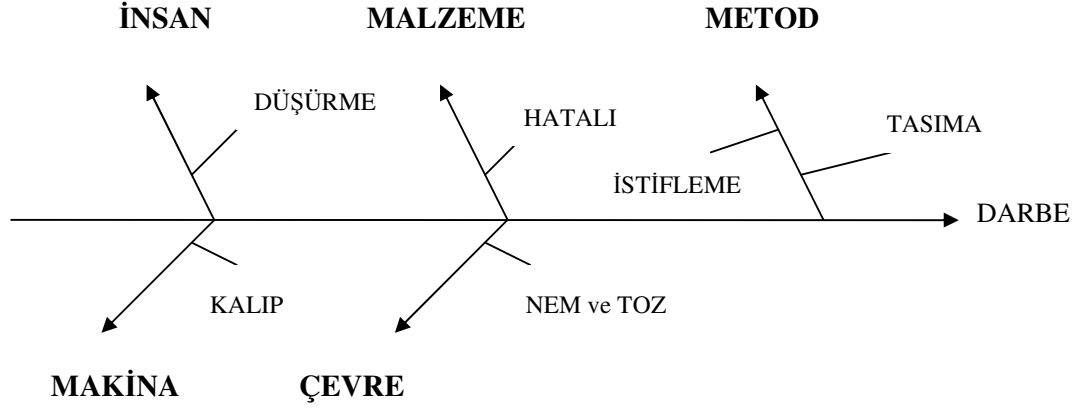 İNSAN
MALZEME
METOD
DÜŞÜRME
HATALI
TASIMA
İSTİFLEME
DARBE
KALIP
NEM ve TOZ
MAKİNA
ÇEVRE